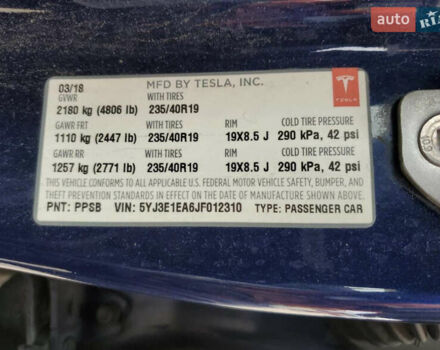 auto RIA
03/18 MFD BY TESLA, INC.
GVWR WITH TIRES
2180 kg (4806 lb) 235/40R19
GAWR FRT WITH TIRES RIM COLD TIRE PRESSURE
1110 kg (2447 lb) 235/40R19 19X8.5 J 290 kPa, 42 psi
GAWR RR WITH TIRES RIM COLD TIRE PRESSURE
1257 kg (2771 lb) 235/40R19 19X8.5 J 290 kPa, 42 psi
THIS VEHICLE CONFORMS TO ALL APPLICABLE U.S. FEDERAL MOTOR VEHICLE SAFETY, BUMPER, AND
THEFT PREVENTION STANDARDS IN EFFECT ON THE DATE OF MANUFACTURE SHOWN ABOVE.
PNT: PPSB VIN: 5YJ3E1EA6JF012310 TYPE: PASSENGER CAR